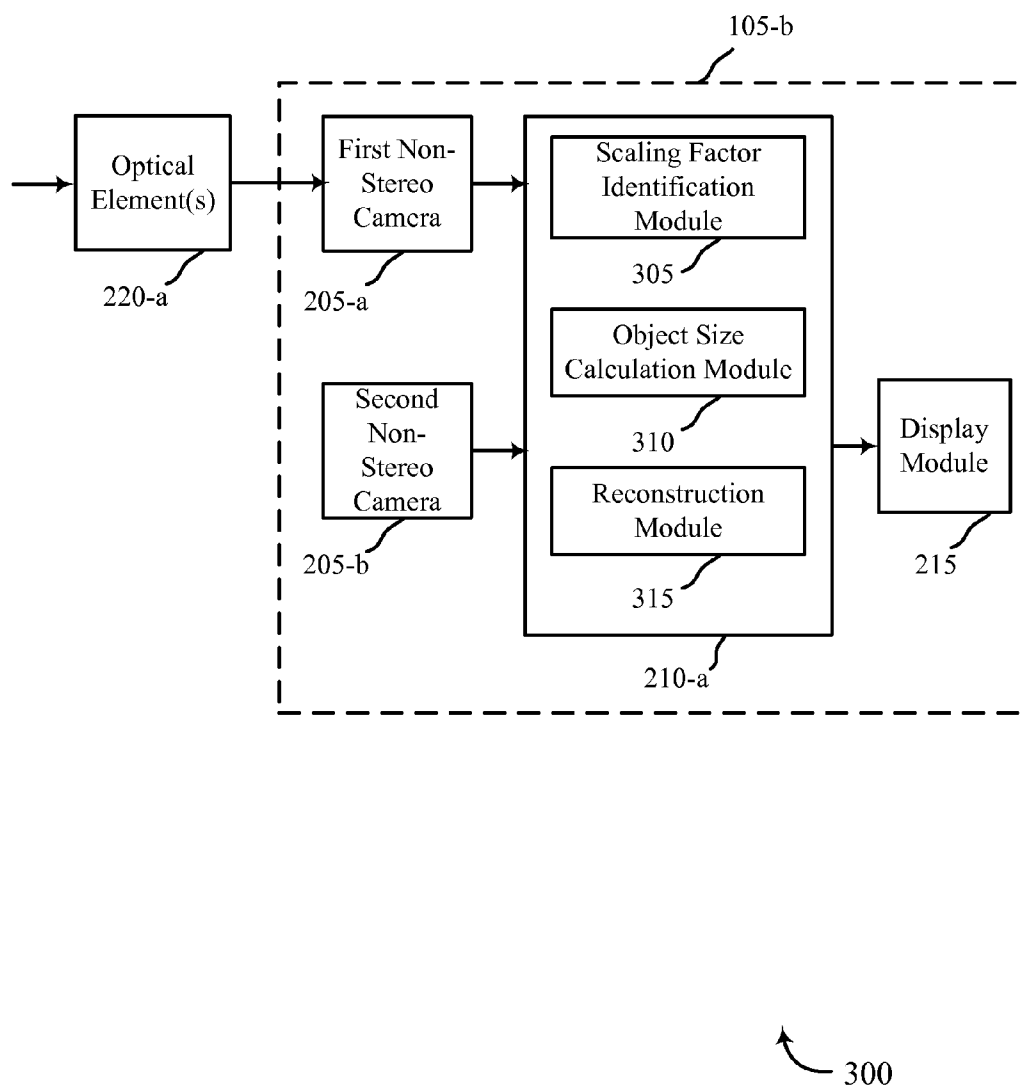 105-b
Optical
Element(s)
220-a
First Non-
Stereo
Camera
205-a
Second
Non-
Stereo
Camera
205-b
Scaling Factor
Identification
Module
305
Object Size
Calculation Module
310
Reconstruction
Module
315
210-a
Display
Module
215
300